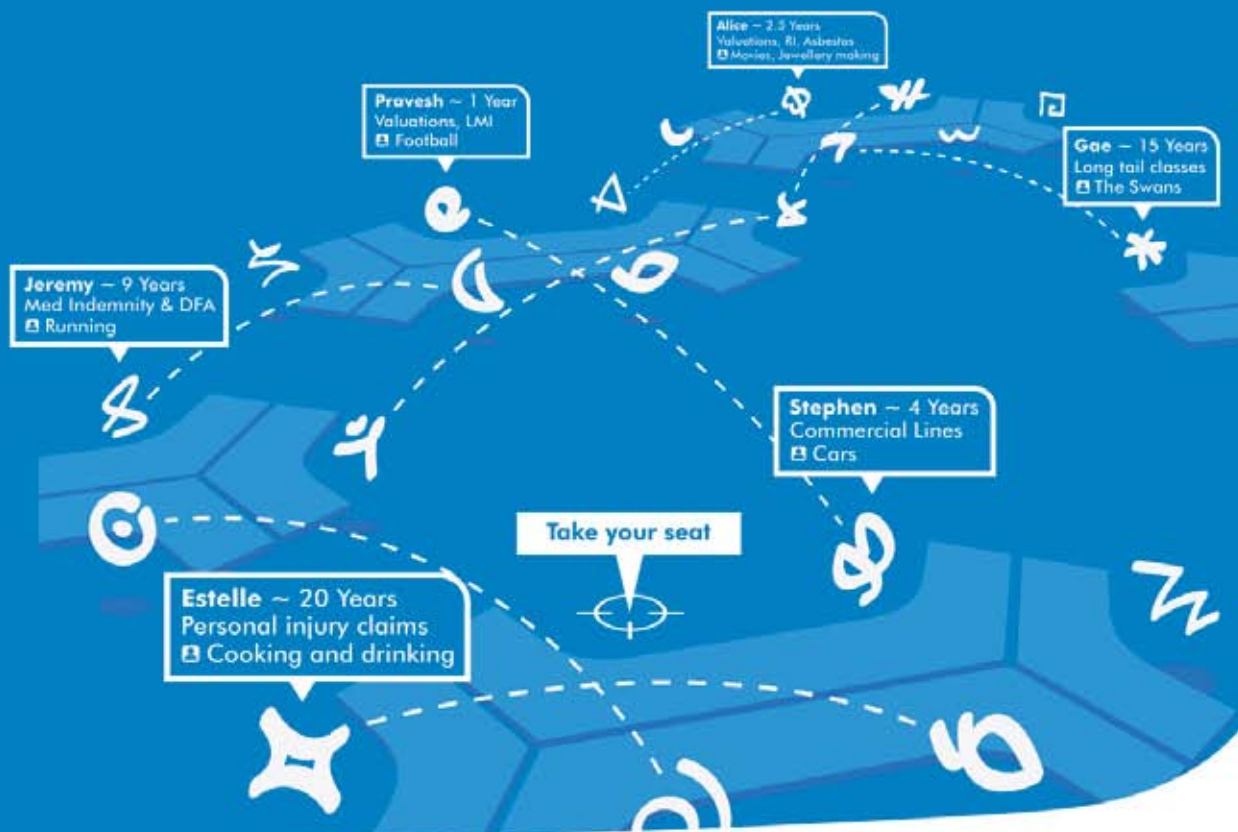 Alice ~ 2.5 Years
Valuations, RI, Asbestos
Movies, Jewellery making
Pravesh ~ 1 Year
Valuations, LMI
Football
Gae ~ 15 Years
Long tail classes
The Swans
Jeremy ~ 9 Years
Med Indemnity & DFA
Running
Stephen ~ 4 Years
Commercial Lines
Cars
Take your seat
Estelle ~ 20 Years
Personal injury claims
Cooking and drinking